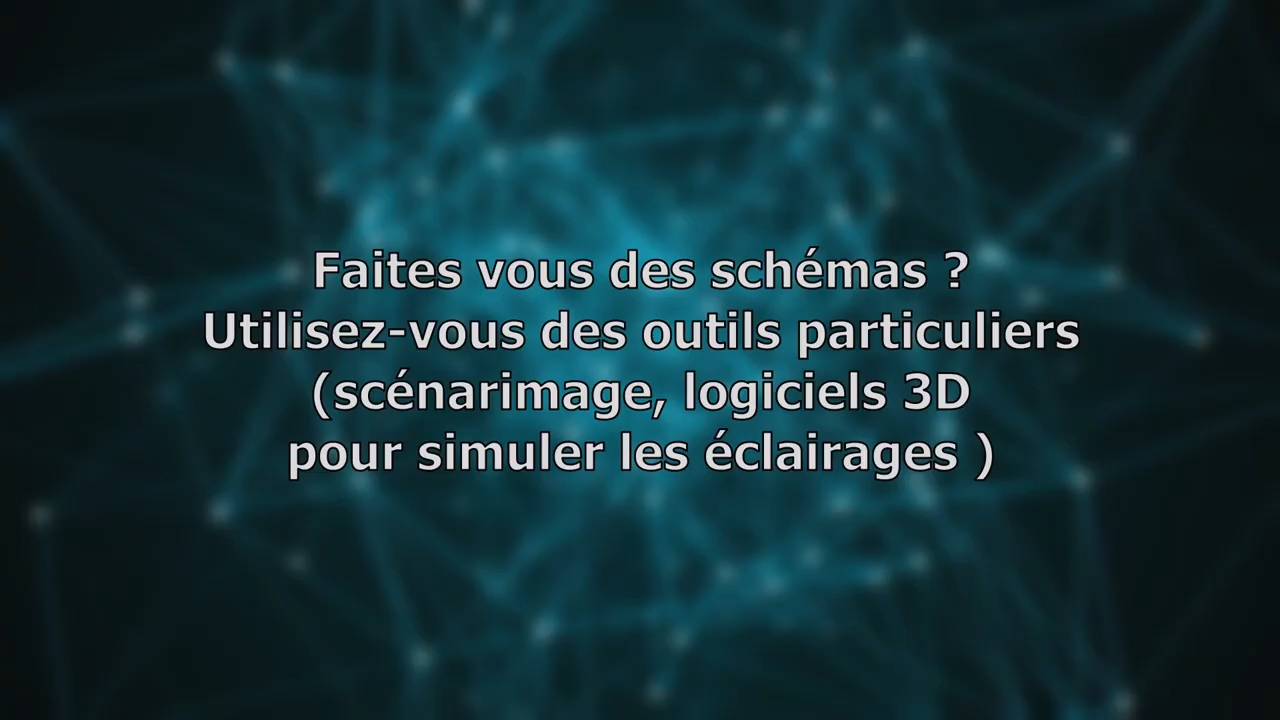 Faites vous des schémas ?
Utilisez-vous des outils particuliers
(scénarimage, logiciels 3D
pour simuler les éclairages )